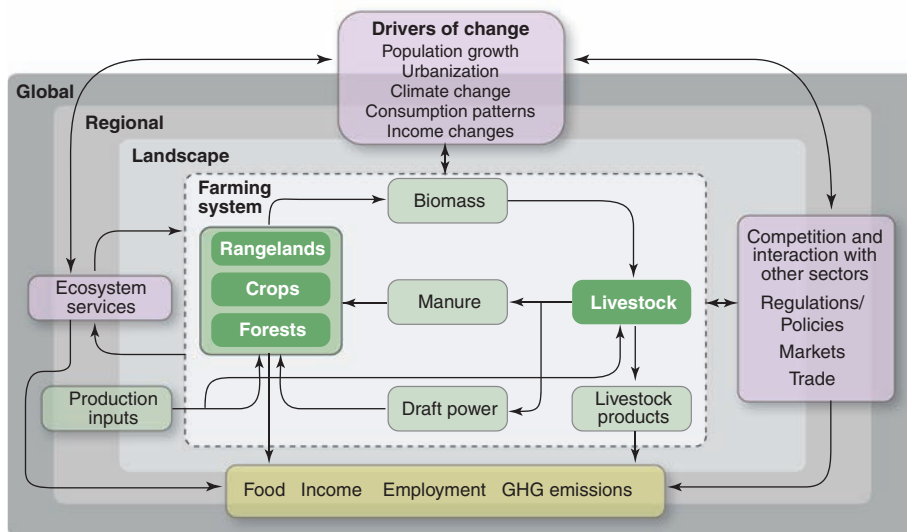 Drivers of change
Population growth
Urbanization
Climate change
Consumption patterns
Income changes
Global
Regional
Landscape
Farming
system
Biomass
Rangelands
Crops
Forests
Manure
Livestock
Ecosystem
services
Competition and
interaction with
other sectors
Regulations/
Policies
Markets
Trade
Production
inputs
Draft power
Livestock
products
Food Income Employment GHG emissions